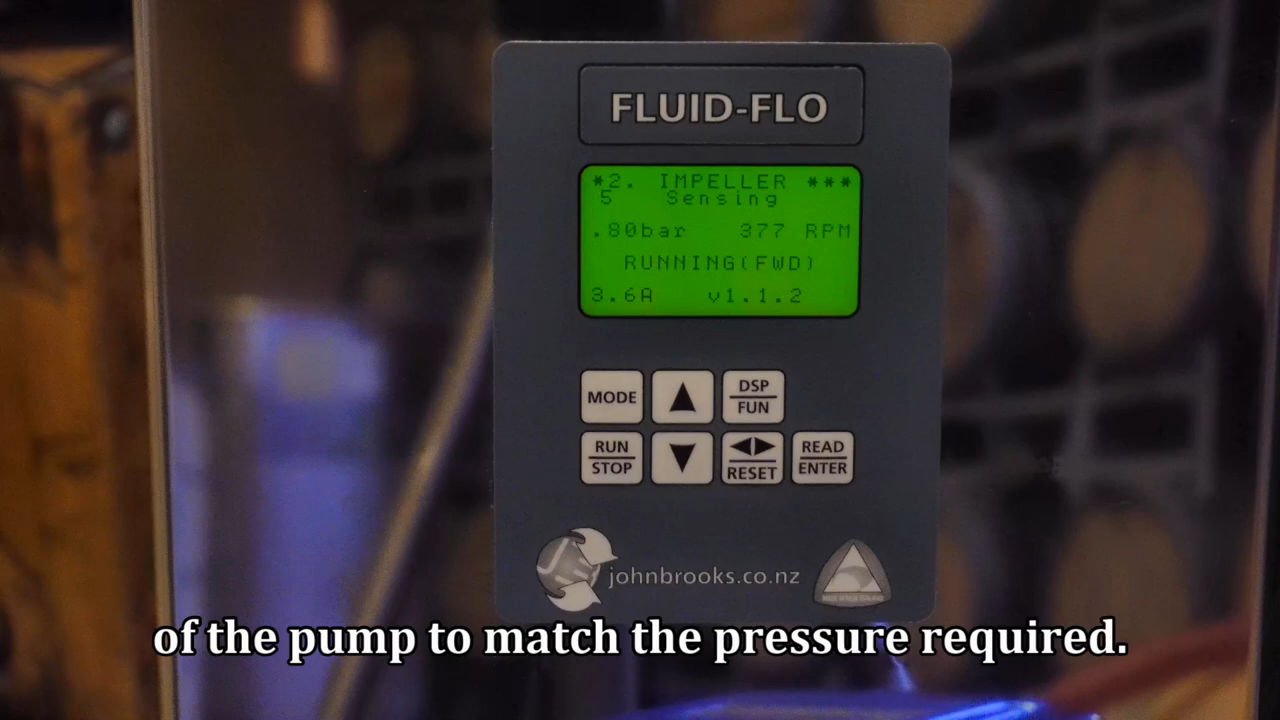 FLUID-FLO
*2. IMPELLER ***
5 Sensing
.80bar 377 RPM
RUNNING(FWD)
3.6A v1.1.2
MODE ▲ DSP FUN
RUN STOP ▼ ◀▶ RESET READ ENTER
johnbrooks.co.nz
of the pump to match the pressure required.